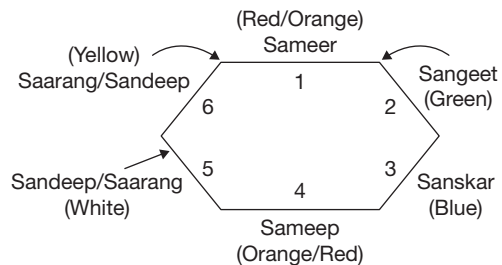 (Red/Orange)
Sameer
(Yellow)
Saarang/Sandeep
Sangeet
(Green)
1
6
2
5
3
4
Sandeep/Saarang
(White)
Sanskar
(Blue)
Sameep
(Orange/Red)